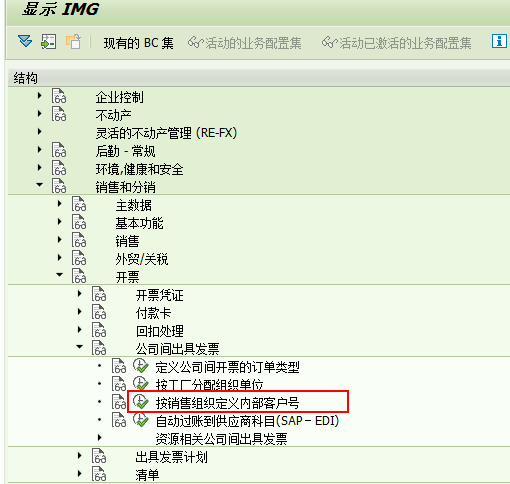 显示 IMG
现有的 BC 集 活动的业务配置集 活动已激活的业务配置集
结构
企业控制
不动产
灵活的不动产管理 (RE-FX)
后勤 - 常规
环境,健康和安全
销售和分销
主数据
基本功能
销售
外贸/关税
开票
开票凭证
付款卡
回扣处理
公司间出具发票
定义公司间开票的订单类型
按工厂分配组织单位
按销售组织定义内部客户号
自动过账到供应商科目(SAP – EDI)
资源相关公司间出具发票
出具发票计划
清单